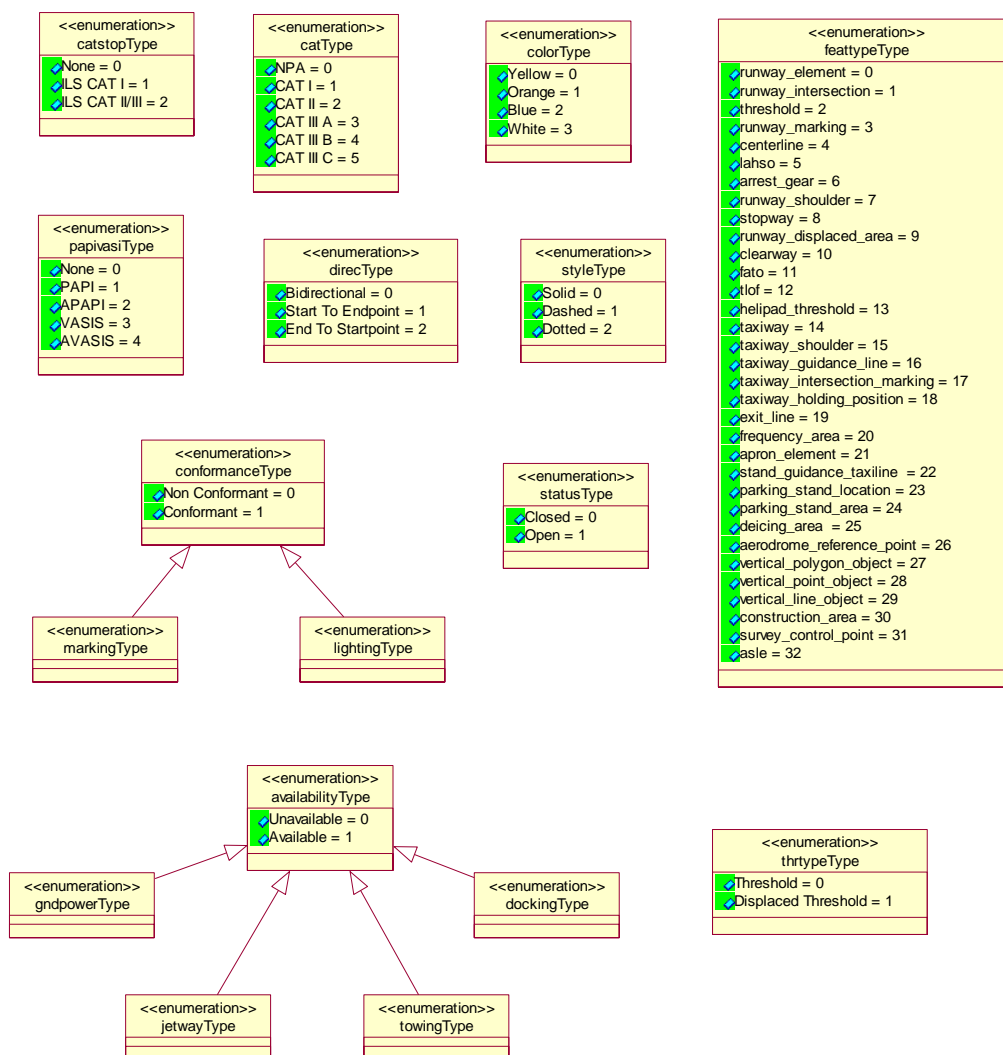 <<enumeration>>
catstopType
None = 0
ILS CAT I = 1
ILS CAT II/III = 2
<<enumeration>>
catType
NPA = 0
CAT I = 1
CAT II = 2
CAT III A = 3
CAT III B = 4
CAT III C = 5
<<enumeration>>
colorType
Yellow = 0
Orange = 1
Blue = 2
White = 3
<<enumeration>>
feattypeType
runway_element = 0
runway_intersection = 1
threshold = 2
runway_marking = 3
centerline = 4
lahso = 5
arrest_gear = 6
runway_shoulder = 7
stopway = 8
runway_displaced_area = 9
clearway = 10
fato = 11
tlof = 12
helipad_threshold = 13
taxiway = 14
taxiway_shoulder = 15
taxiway_guidance_line = 16
taxiway_intersection_marking = 17
taxiway_holding_position = 18
exit_line = 19
frequency_area = 20
apron_element = 21
stand_guidance_taxiline = 22
parking_stand_location = 23
parking_stand_area = 24
deicing_area = 25
aerodrome_reference_point = 26
vertical_polygon_object = 27
vertical_point_object = 28
vertical_line_object = 29
construction_area = 30
survey_control_point = 31
asle = 32
<<enumeration>>
papivasiType
None = 0
PAPI = 1
APAPI = 2
VASIS = 3
AVASIS = 4
<<enumeration>>
direcType
Bidirectional = 0
Start To Endpoint = 1
End To Startpoint = 2
<<enumeration>>
styleType
Solid = 0
Dashed = 1
Dotted = 2
<<enumeration>>
conformanceType
Non Conformant = 0
Conformant = 1
<<enumeration>>
statusType
Closed = 0
Open = 1
<<enumeration>>
markingType
<<enumeration>>
lightingType
<<enumeration>>
availabilityType
Unavailable = 0
Available = 1
<<enumeration>>
thrtypeType
Threshold = 0
Displaced Threshold = 1
<<enumeration>>
gndpowerType
<<enumeration>>
dockingType
<<enumeration>>
jetwayType
<<enumeration>>
towingType